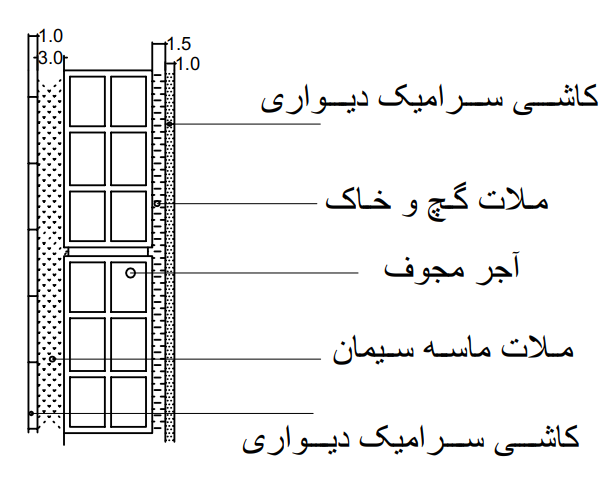 1.0
1.5
3.0
1.0
کاشی سرامیک دیواری
ملات گچ و خاک
آجر مجوف
ملات ماسه سیمان
کاشی سرامیک دیواری